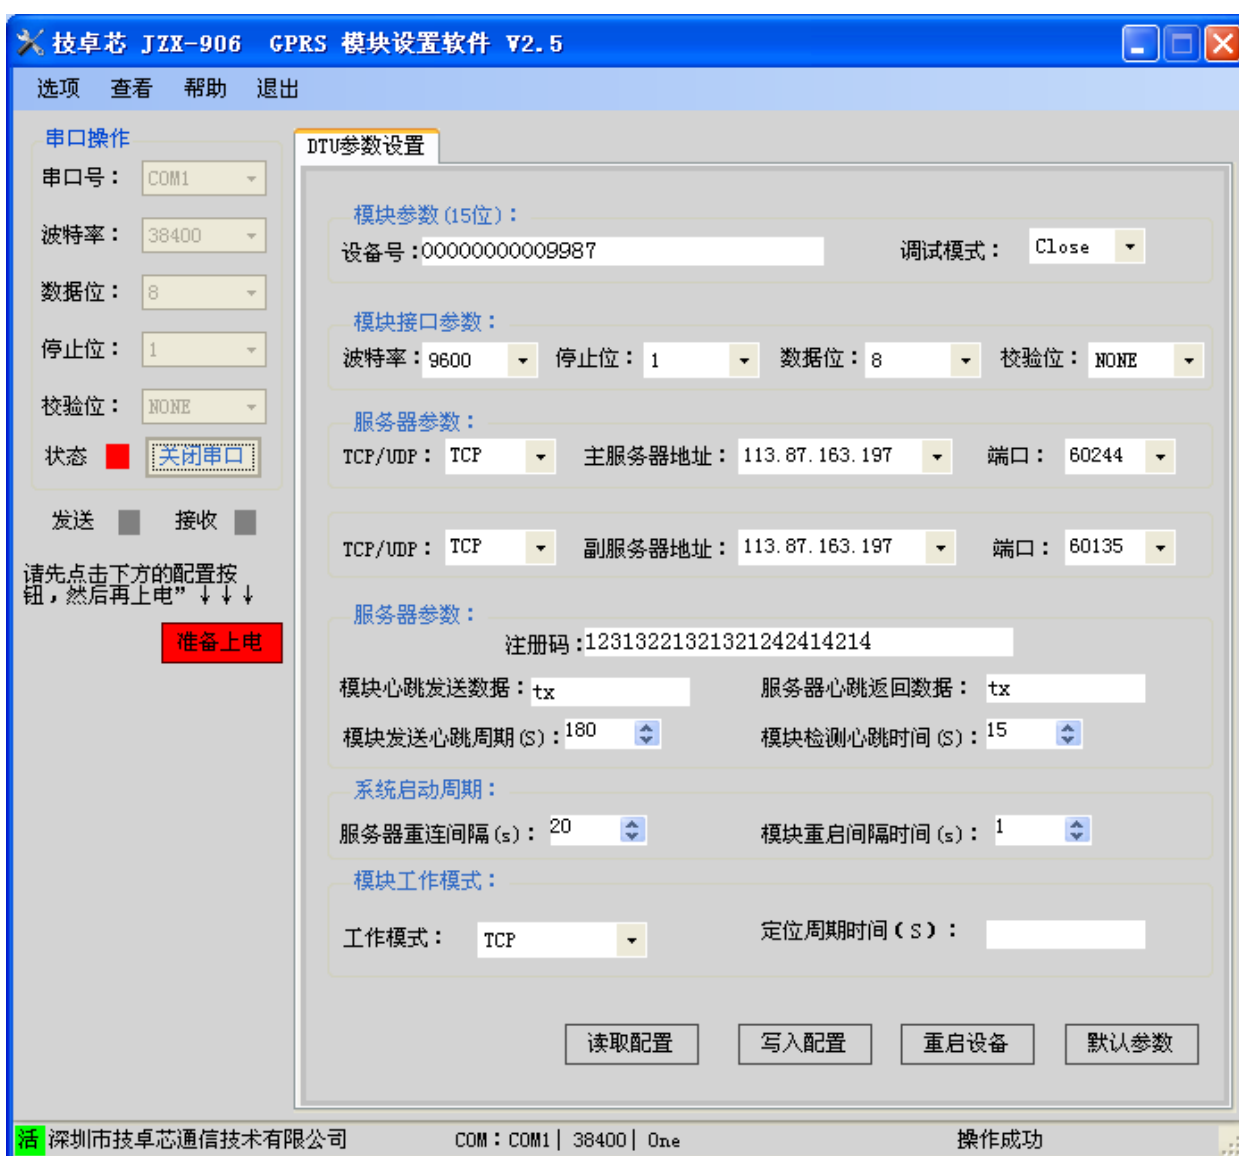 技卓芯 JZX-906 GPRS 模块设置软件 V2.5
选项 查看 帮助 退出
串口操作
串口号： COM1
波特率： 38400
数据位： 8
停止位： 1
校验位： NONE
状态 关闭串口
发送 接收
请先点击下方的配置按
钮，然后再上电”↓↓↓
准备上电
DTU参数设置
模块参数(15位)：
设备号:00000000009987 调试模式： Close
模块接口参数：
波特率：9600 停止位：1 数据位：8 校验位：NONE
服务器参数：
TCP/UDP： TCP 主服务器地址：113.87.163.197 端口： 60244
TCP/UDP： TCP 副服务器地址：113.87.163.197 端口： 60135
服务器参数：
注册码:123132213213212424​14214
模块心跳发送数据：tx 服务器心跳返回数据： tx
模块发送心跳周期(S)：180 模块检测心跳时间(S)：15
系统启动周期：
服务器重连间隔(s)： 20 模块重启间隔时间(s)： 1
模块工作模式：
工作模式： TCP 定位周期时间(S)：
读取配置 写入配置 重启设备 默认参数
活 深圳市技卓芯通信技术有限公司 COM：COM1| 38400| One 操作成功